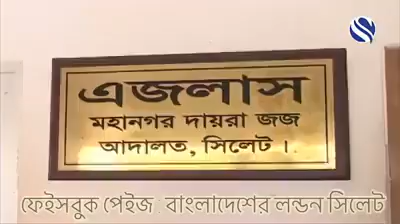 এজলাস
মহানগর দায়রা জজ
আদালত, সিলেট ।
ফেইসবুক পেইজ : বাংলাদেশের লন্ডন সিলেট